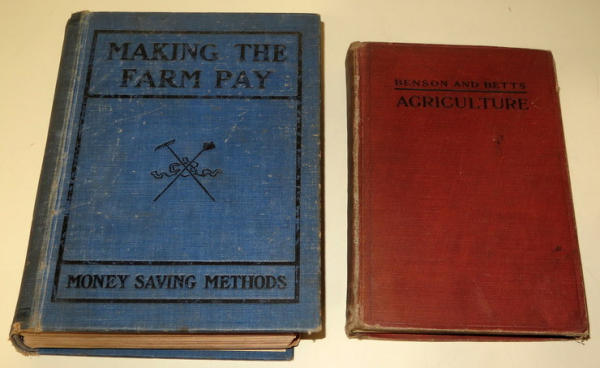 MAKING THE
FARM PAY
MONEY SAVING METHODS
BENSON AND BETTS
AGRICULTURE